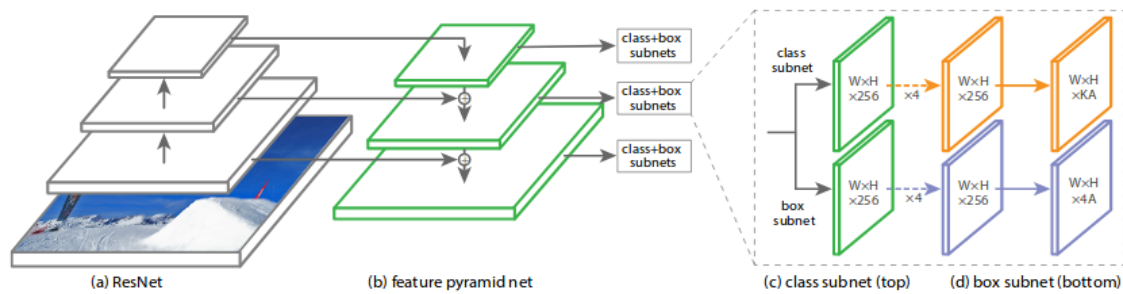 class+box
subnets
class+box
subnets
class+box
subnets
class
subnet
W×H
×256
×4
W×H
×256
W×H
×KA
box
subnet
W×H
×256
×4
W×H
×256
W×H
×4A
(a) ResNet
(b) feature pyramid net
(c) class subnet (top)
(d) box subnet (bottom)